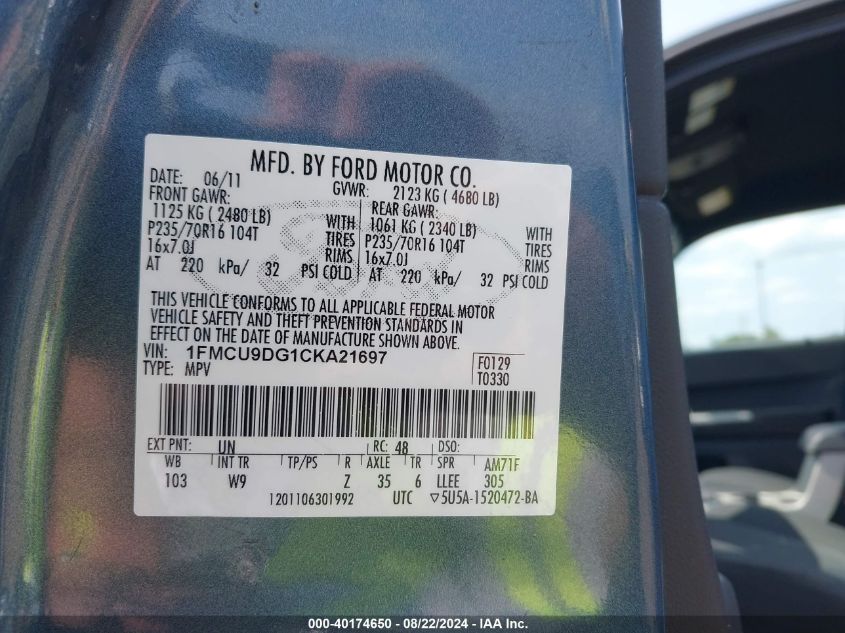 MFD. BY FORD MOTOR CO.
DATE: 06/11 GVWR: 2123 KG ( 4680 LB)
FRONT GAWR: REAR GAWR:
1125 KG ( 2480 LB) WITH 1061 KG ( 2340 LB) WITH
P235/70R16 104T TIRES P235/70R16 104T TIRES
16x7.0J RIMS 16x7.0J RIMS
AT 220 kPa/ 32 PSI COLD AT 220 kPa/ 32 PSI COLD
THIS VEHICLE CONFORMS TO ALL APPLICABLE FEDERAL MOTOR
VEHICLE SAFETY AND THEFT PREVENTION STANDARDS IN
EFFECT ON THE DATE OF MANUFACTURE SHOWN ABOVE.
VIN: 1FMCU9DG1CKA21697 F0129
TYPE: MPV T0330
EXT PNT: UN RC: 48 DSO:
WB INT TR TP/PS R AXLE TR SPR AM71F
103 W9 Z 35 6 LLEE 305
1201106301992 UTC ▽5U5A-1520472-BA
000-40174650 - 08/22/2024 - IAA Inc.